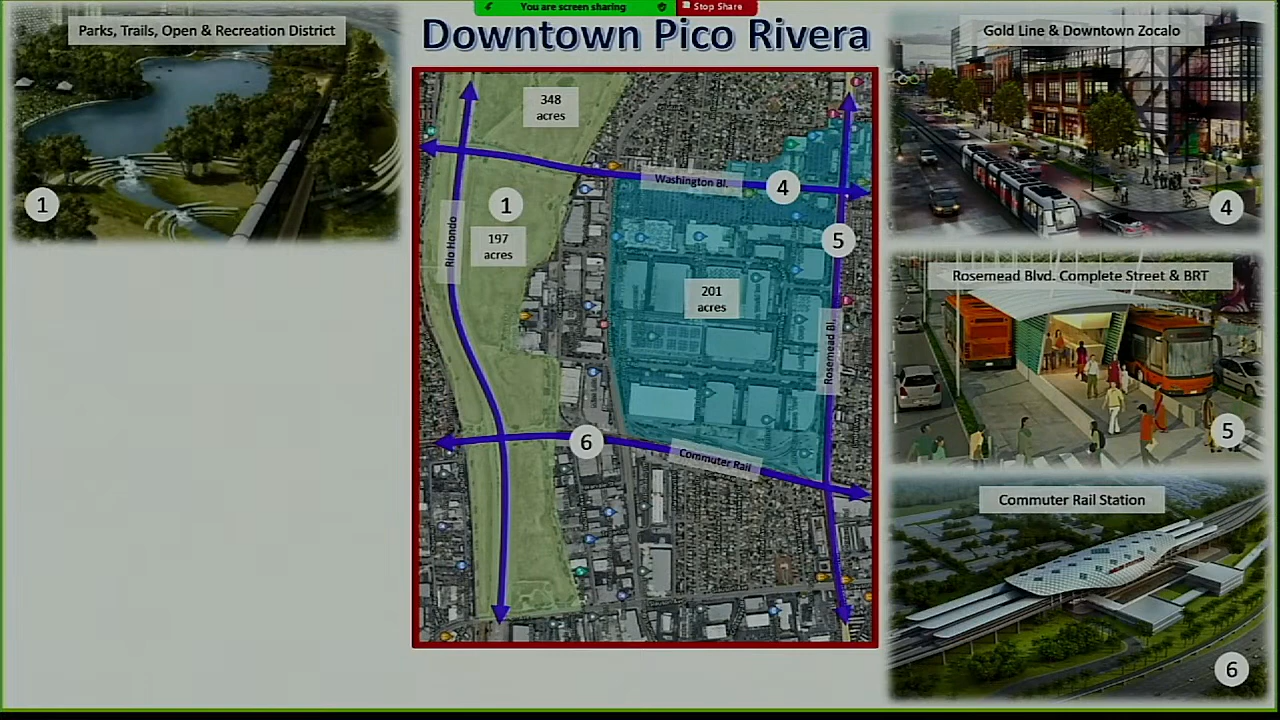 You are screen sharing
Stop Share
Downtown Pico Rivera
Parks, Trails, Open & Recreation District
1
348
acres
Washington Bl.
4
1
197
acres
Rio Hondo
5
201
acres
Rosemead Bl.
6
Commuter Rail
Gold Line & Downtown Zocalo
4
Rosemead Blvd. Complete Street & BRT
5
Commuter Rail Station
6